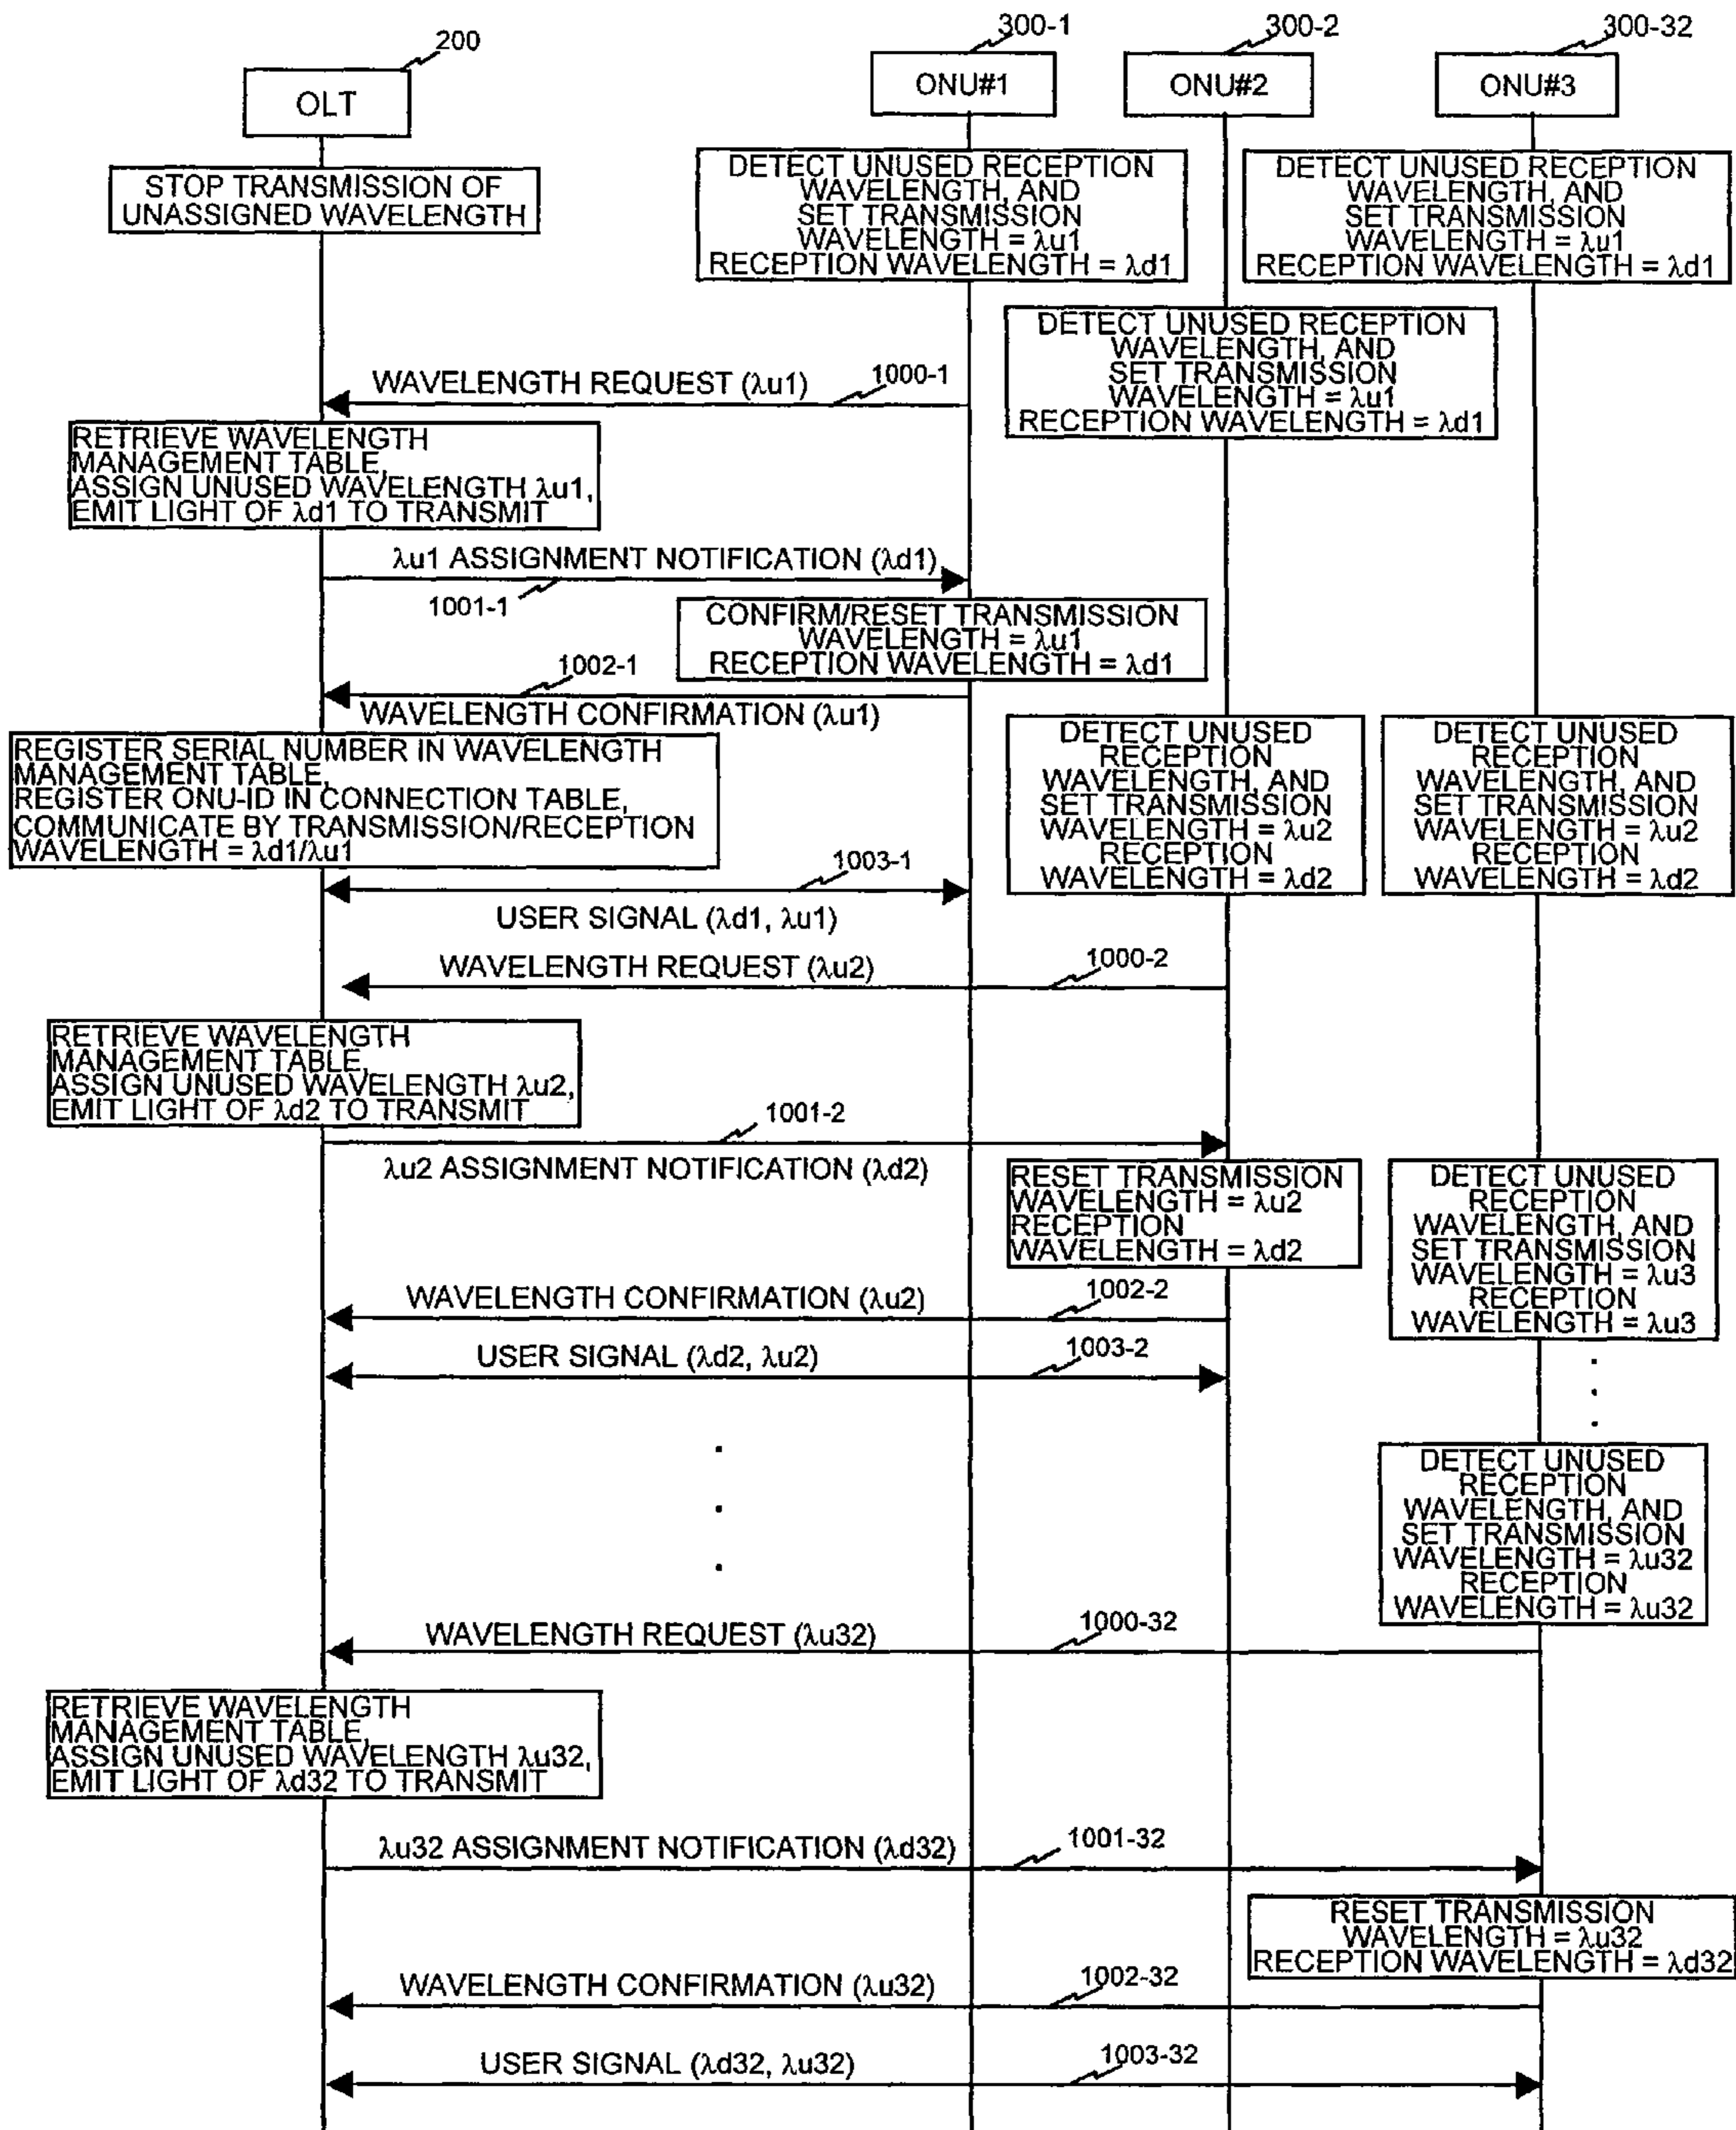 200
300-1
300-2
300-32
OLT
ONU#1
ONU#2
ONU#3
STOP TRANSMISSION OF
UNASSIGNED WAVELENGTH
DETECT UNUSED RECEPTION
WAVELENGTH, AND
SET TRANSMISSION
WAVELENGTH = λu1
RECEPTION WAVELENGTH = λd1
DETECT UNUSED RECEPTION
WAVELENGTH, AND
SET TRANSMISSION
WAVELENGTH = λu1
RECEPTION WAVELENGTH = λd1
DETECT UNUSED RECEPTION
WAVELENGTH, AND
SET TRANSMISSION
WAVELENGTH = λu1
RECEPTION WAVELENGTH = λd1
WAVELENGTH REQUEST (λu1)
1000-1
RETRIEVE WAVELENGTH
MANAGEMENT TABLE,
ASSIGN UNUSED WAVELENGTH λu1,
EMIT LIGHT OF λd1 TO TRANSMIT
λu1 ASSIGNMENT NOTIFICATION (λd1)
1001-1
CONFIRM/RESET TRANSMISSION
WAVELENGTH = λu1
RECEPTION WAVELENGTH = λd1
1002-1
WAVELENGTH CONFIRMATION (λu1)
REGISTER SERIAL NUMBER IN WAVELENGTH
MANAGEMENT TABLE,
REGISTER ONU-ID IN CONNECTION TABLE,
COMMUNICATE BY TRANSMISSION/RECEPTION
WAVELENGTH = λd1/λu1
DETECT UNUSED
RECEPTION
WAVELENGTH, AND
SET TRANSMISSION
WAVELENGTH = λu2
RECEPTION
WAVELENGTH = λd2
DETECT UNUSED
RECEPTION
WAVELENGTH, AND
SET TRANSMISSION
WAVELENGTH = λu2
RECEPTION
WAVELENGTH = λd2
1003-1
USER SIGNAL (λd1, λu1)
WAVELENGTH REQUEST (λu2)
1000-2
RETRIEVE WAVELENGTH
MANAGEMENT TABLE,
ASSIGN UNUSED WAVELENGTH λu2,
EMIT LIGHT OF λd2 TO TRANSMIT
1001-2
λu2 ASSIGNMENT NOTIFICATION (λd2)
RESET TRANSMISSION
WAVELENGTH = λu2
RECEPTION
WAVELENGTH = λd2
DETECT UNUSED
RECEPTION
WAVELENGTH, AND
SET TRANSMISSION
WAVELENGTH = λu3
RECEPTION
WAVELENGTH = λu3
WAVELENGTH CONFIRMATION (λu2)
1002-2
USER SIGNAL (λd2, λu2)
1003-2
DETECT UNUSED
RECEPTION
WAVELENGTH, AND
SET TRANSMISSION
WAVELENGTH = λu32
RECEPTION
WAVELENGTH = λu32
WAVELENGTH REQUEST (λu32)
1000-32
RETRIEVE WAVELENGTH
MANAGEMENT TABLE,
ASSIGN UNUSED WAVELENGTH λu32,
EMIT LIGHT OF λd32 TO TRANSMIT
λu32 ASSIGNMENT NOTIFICATION (λd32)
1001-32
RESET TRANSMISSION
WAVELENGTH = λu32
RECEPTION WAVELENGTH = λd32
WAVELENGTH CONFIRMATION (λu32)
1002-32
USER SIGNAL (λd32, λu32)
1003-32